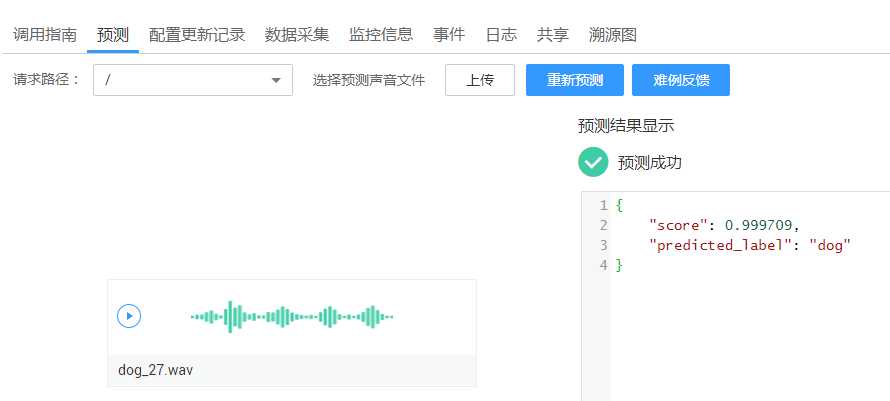 调用指南 预测 配置更新记录 数据采集 监控信息 事件 日志 共享 溯源图
请求路径： / 选择预测声音文件 上传 重新预测 难例反馈
预测结果显示
预测成功
1 {
2 "score": 0.999709,
3 "predicted_label": "dog"
4 }
dog_27.wav